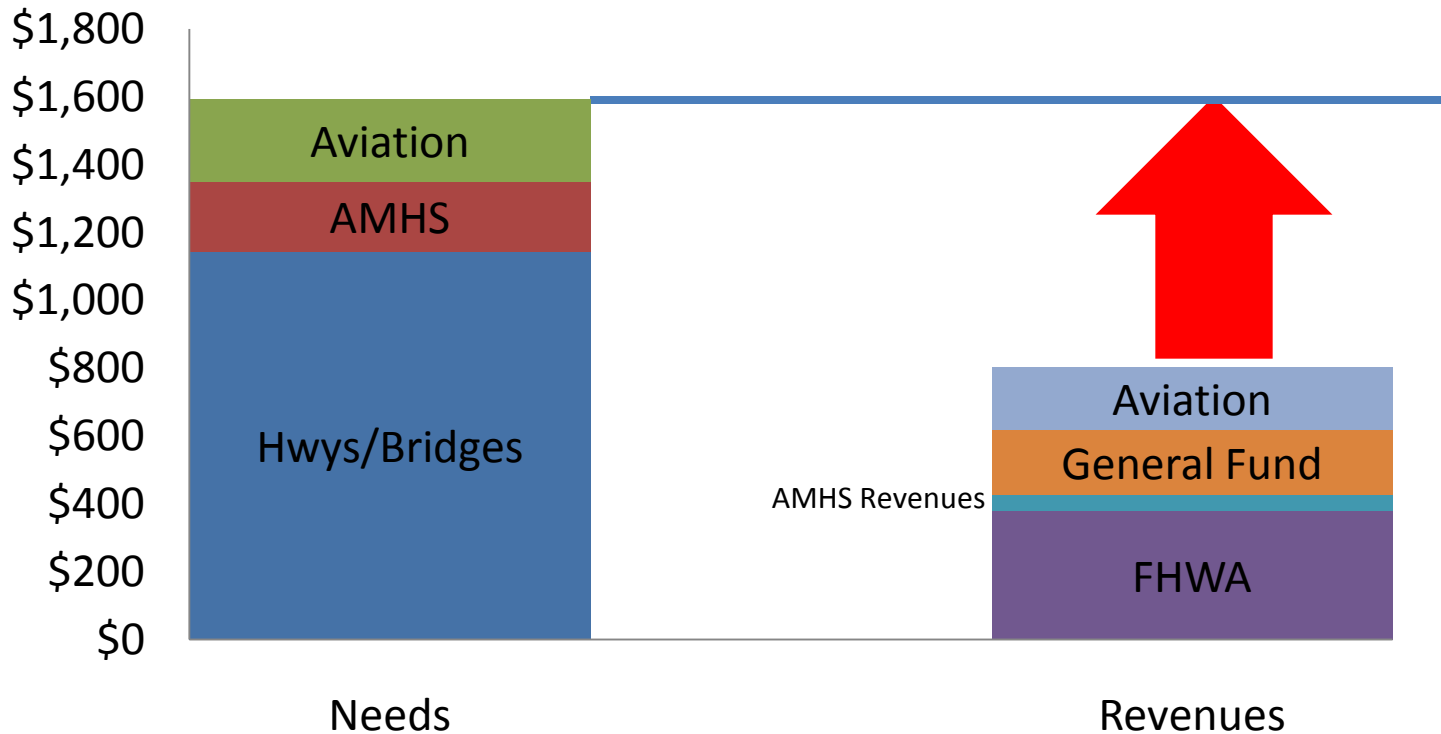 $1,800
$1,600
$1,400
$1,200
$1,000
$800
$600
$400
$200
$0
Aviation
AMHS
Hwys/Bridges
Aviation
General Fund
AMHS Revenues
FHWA
Needs
Revenues